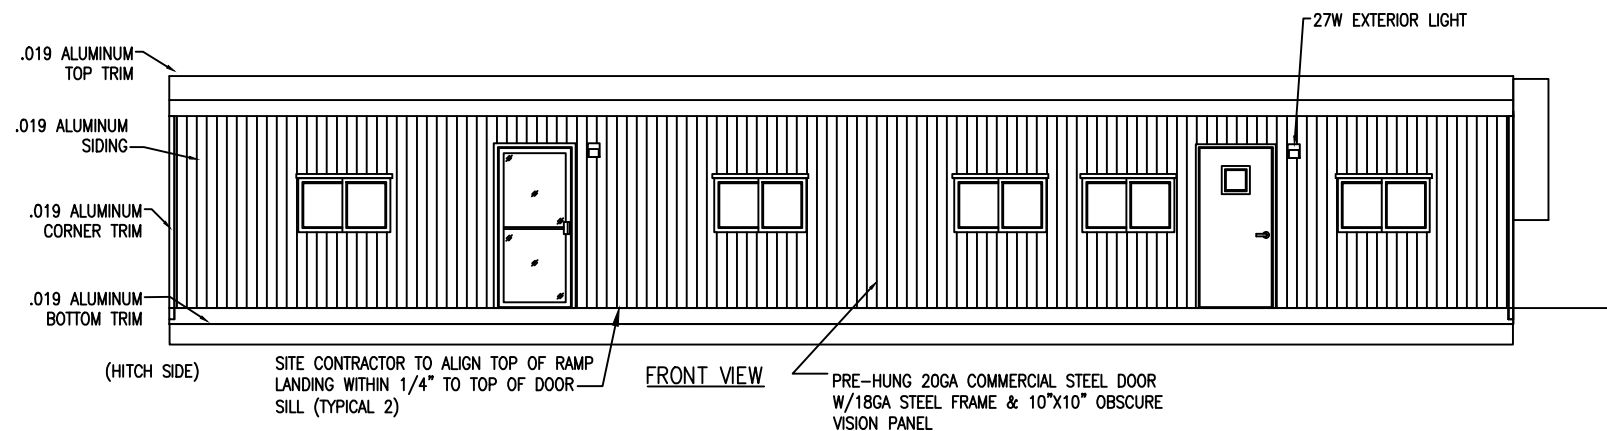 27W EXTERIOR LIGHT
.019 ALUMINUM
TOP TRIM
.019 ALUMINUM
SIDING
.019 ALUMINUM
CORNER TRIM
.019 ALUMINUM
BOTTOM TRIM
(HITCH SIDE)
SITE CONTRACTOR TO ALIGN TOP OF RAMP
LANDING WITHIN 1/4" TO TOP OF DOOR
SILL (TYPICAL 2)
FRONT VIEW
PRE-HUNG 20GA COMMERCIAL STEEL DOOR
W/18GA STEEL FRAME & 10"X10" OBSCURE
VISION PANEL